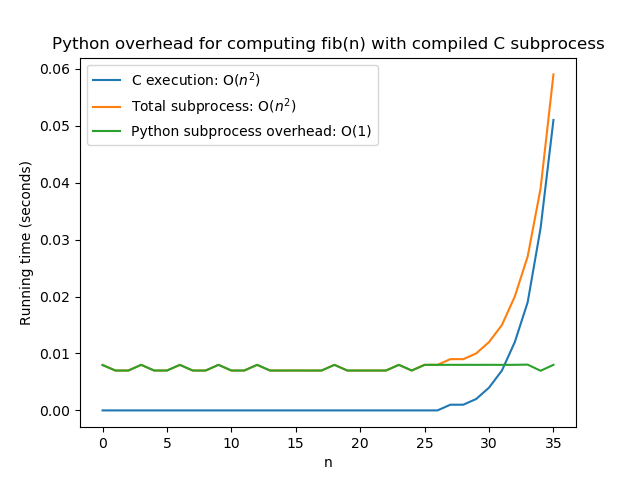 Python overhead for computing fib(n) with compiled C subprocess
C execution: O(n²)
Total subprocess: O(n²)
Python subprocess overhead: O(1)
Running time (seconds)
0.06
0.05
0.04
0.03
0.02
0.01
0.00
0 5 10 15 20 25 30 35
n